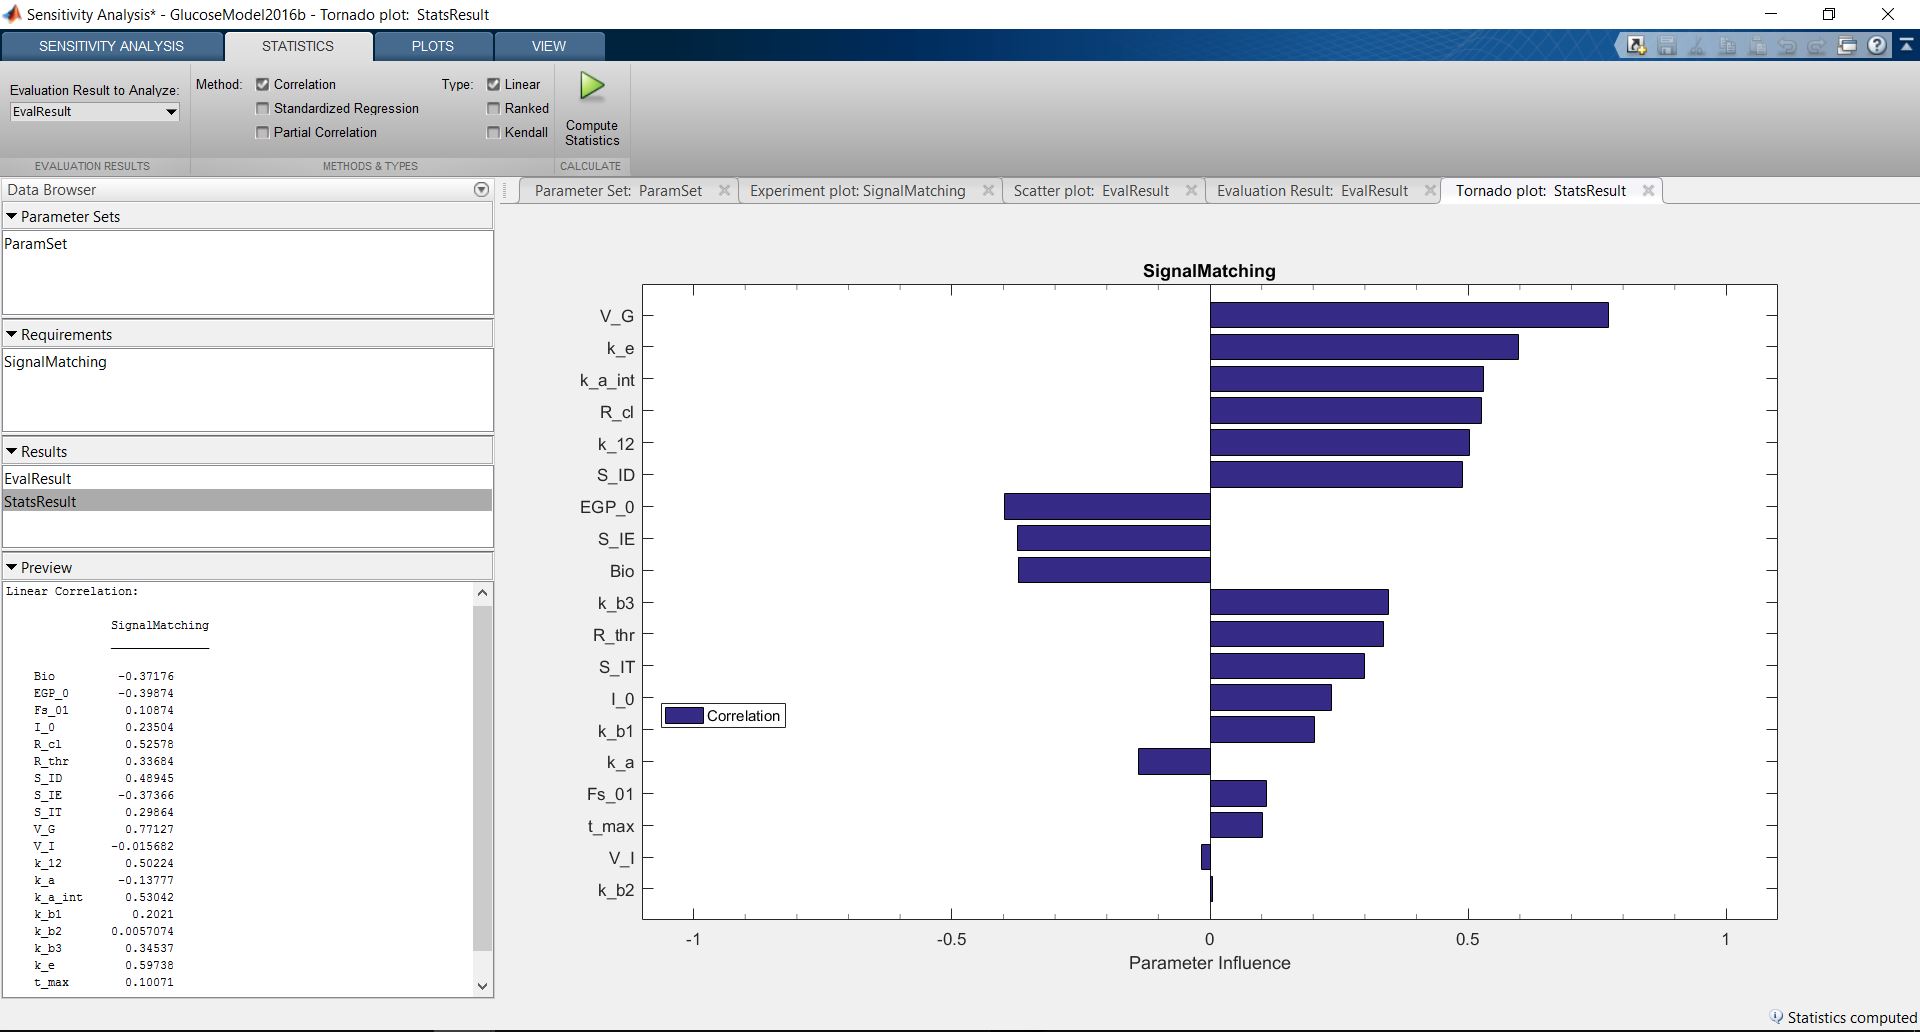 Sensitivity Analysis* - GlucoseModel2016b - Tornado plot: StatsResult
SENSITIVITY ANALYSIS
STATISTICS
PLOTS
VIEW
Evaluation Result to Analyze:
EvalResult
EVALUATION RESULTS
Method:
Correlation
Standardized Regression
Partial Correlation
Type:
Linear
Ranked
Kendall
METHODS & TYPES
Compute
Statistics
CALCULATE
Data Browser
Parameter Sets
ParamSet
Requirements
SignalMatching
Results
EvalResult
StatsResult
Preview
Linear Correlation:
SignalMatching
Bio -0.37176
EGP_0 -0.39874
Fs_01 0.10874
I_0 0.23504
R_cl 0.52578
R_thr 0.33684
S_ID 0.48945
S_IE -0.37366
S_IT 0.29864
V_G 0.77127
V_I -0.015682
k_12 0.50224
k_a -0.13777
k_a_int 0.53042
k_b1 0.2021
k_b2 0.0057074
k_b3 0.34537
k_e 0.59738
t_max 0.10071
Parameter Set: ParamSet
Experiment plot: SignalMatching
Scatter plot: EvalResult
Evaluation Result: EvalResult
Tornado plot: StatsResult
SignalMatching
V_G
k_e
k_a_int
R_cl
k_12
S_ID
EGP_0
S_IE
Bio
k_b3
R_thr
S_IT
I_0
k_b1
k_a
Fs_01
t_max
V_I
k_b2
Correlation
-1 -0.5 0 0.5 1
Parameter Influence
Statistics computed